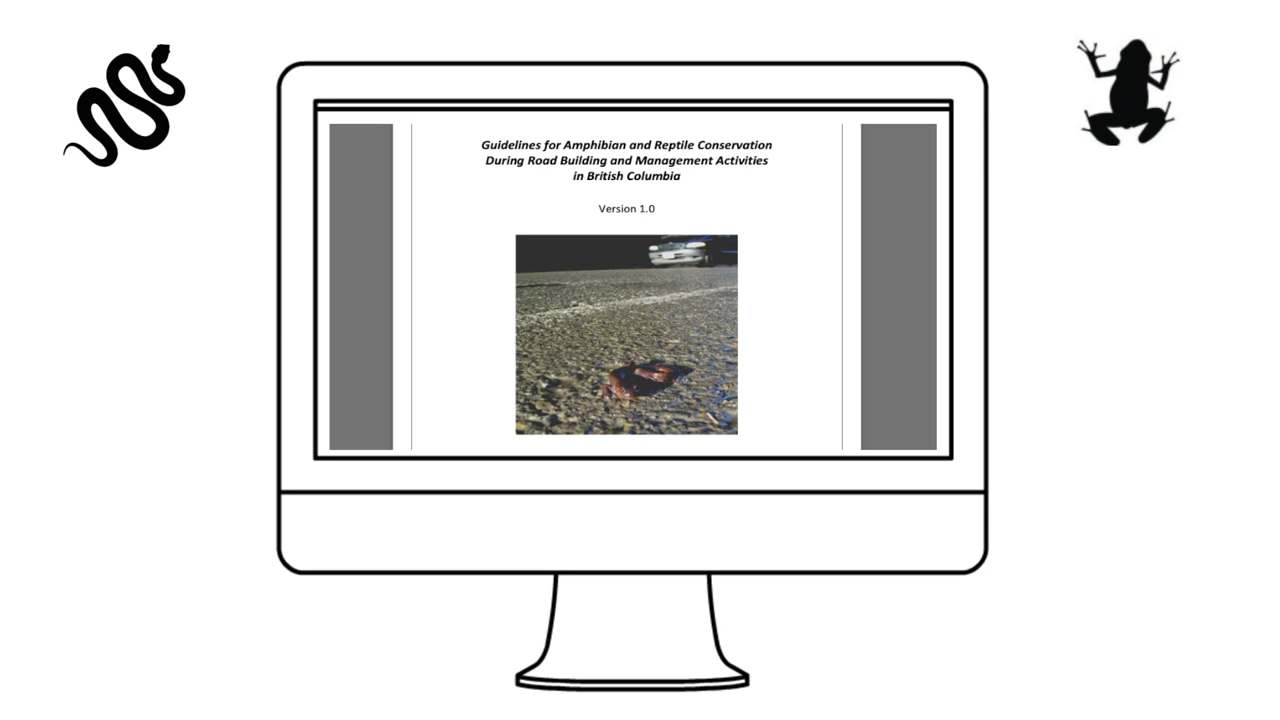 Guidelines for Amphibian and Reptile Conservation
During Road Building and Management Activities
in British Columbia
Version 1.0